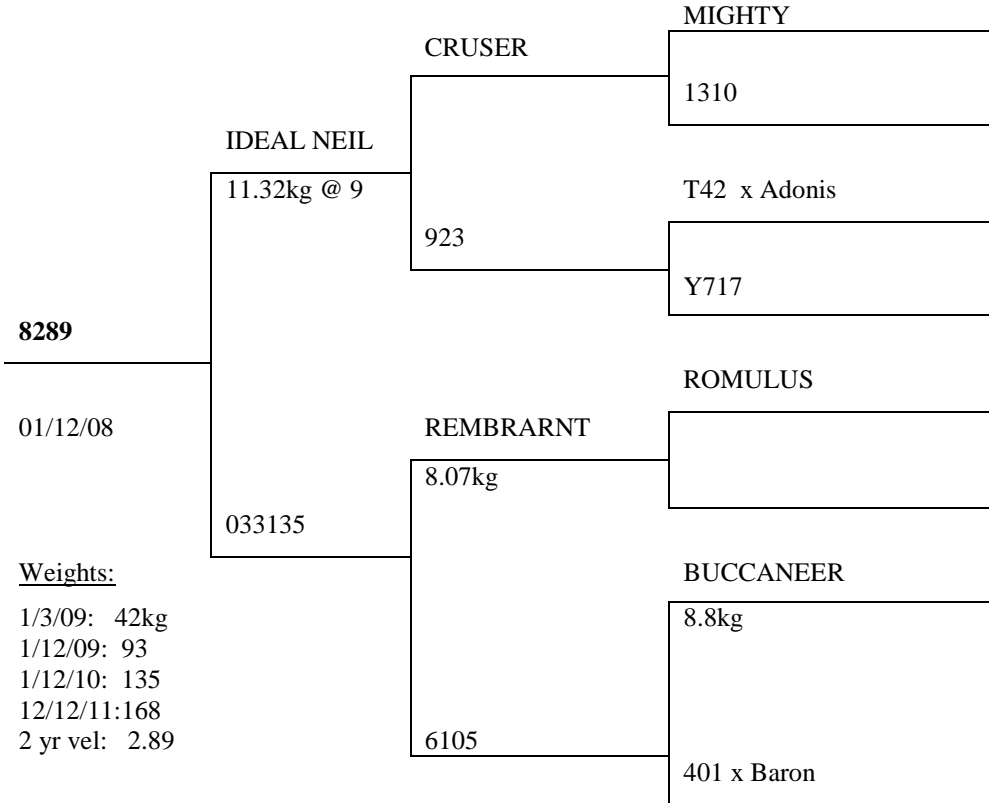 MIGHTY
CRUSER
1310
IDEAL NEIL
11.32kg @ 9
T42 x Adonis
923
Y717
8289
ROMULUS
01/12/08
REMBRARNT
8.07kg
033135
Weights:
BUCCANEER
1/3/09: 42kg
8.8kg
1/12/09: 93
1/12/10: 135
12/12/11:168
2 yr vel: 2.89
6105
401 x Baron